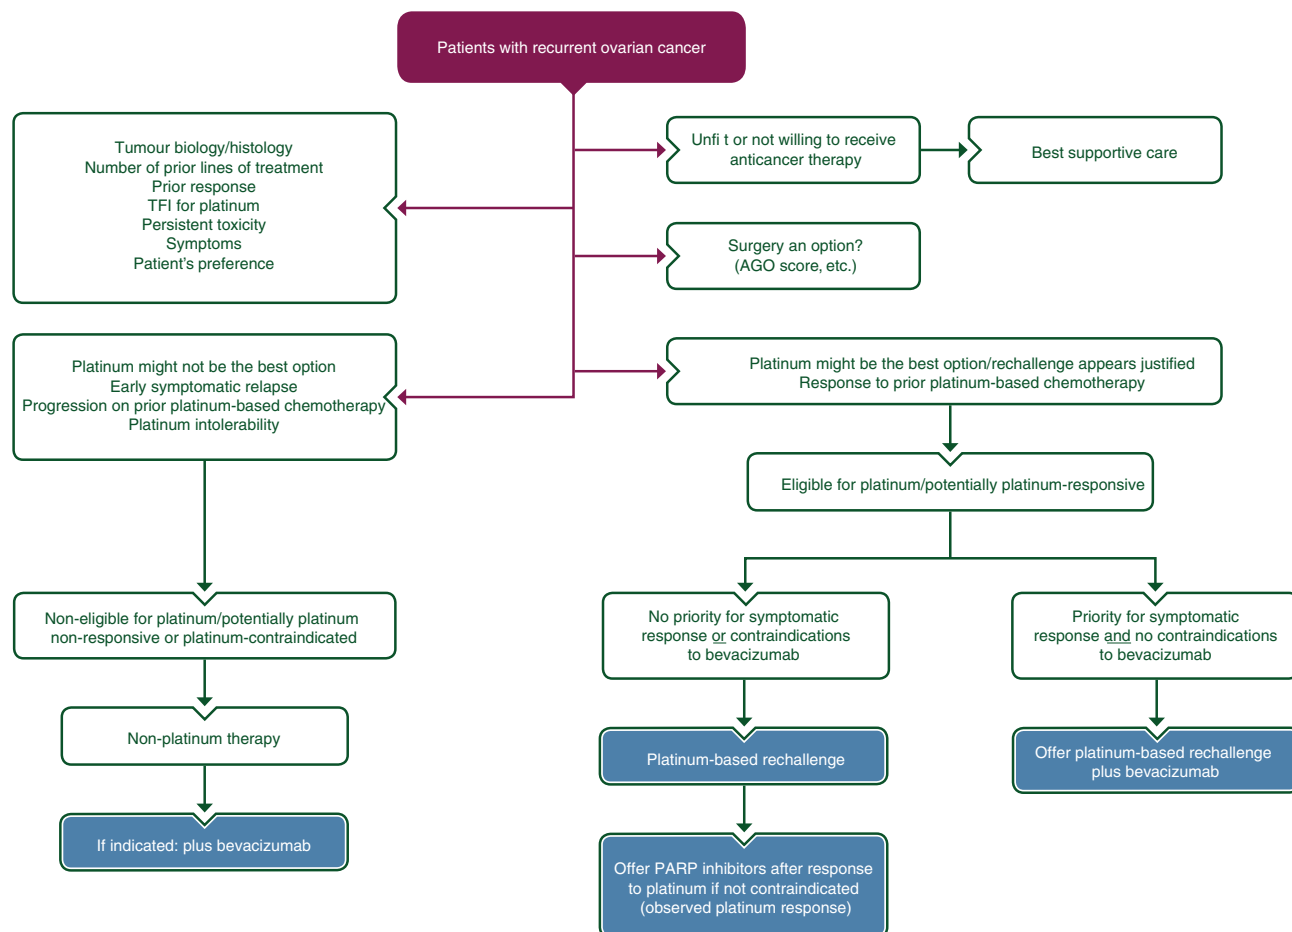 Patients with recurrent ovarian cancer
Tumour biology/histology
Number of prior lines of treatment
Prior response
TFI for platinum
Persistent toxicity
Symptoms
Patient's preference
Unfi t or not willing to receive
anticancer therapy
Best supportive care
Surgery an option?
(AGO score, etc.)
Platinum might not be the best option
Early symptomatic relapse
Progression on prior platinum-based chemotherapy
Platinum intolerability
Platinum might be the best option/rechallenge appears justified
Response to prior platinum-based chemotherapy
Eligible for platinum/potentially platinum-responsive
Non-eligible for platinum/potentially platinum
non-responsive or platinum-contraindicated
No priority for symptomatic
response or contraindications
to bevacizumab
Priority for symptomatic
response and no contraindications
to bevacizumab
Non-platinum therapy
Platinum-based rechallenge
Offer platinum-based rechallenge
plus bevacizumab
If indicated: plus bevacizumab
Offer PARP inhibitors after response
to platinum if not contraindicated
(observed platinum response)